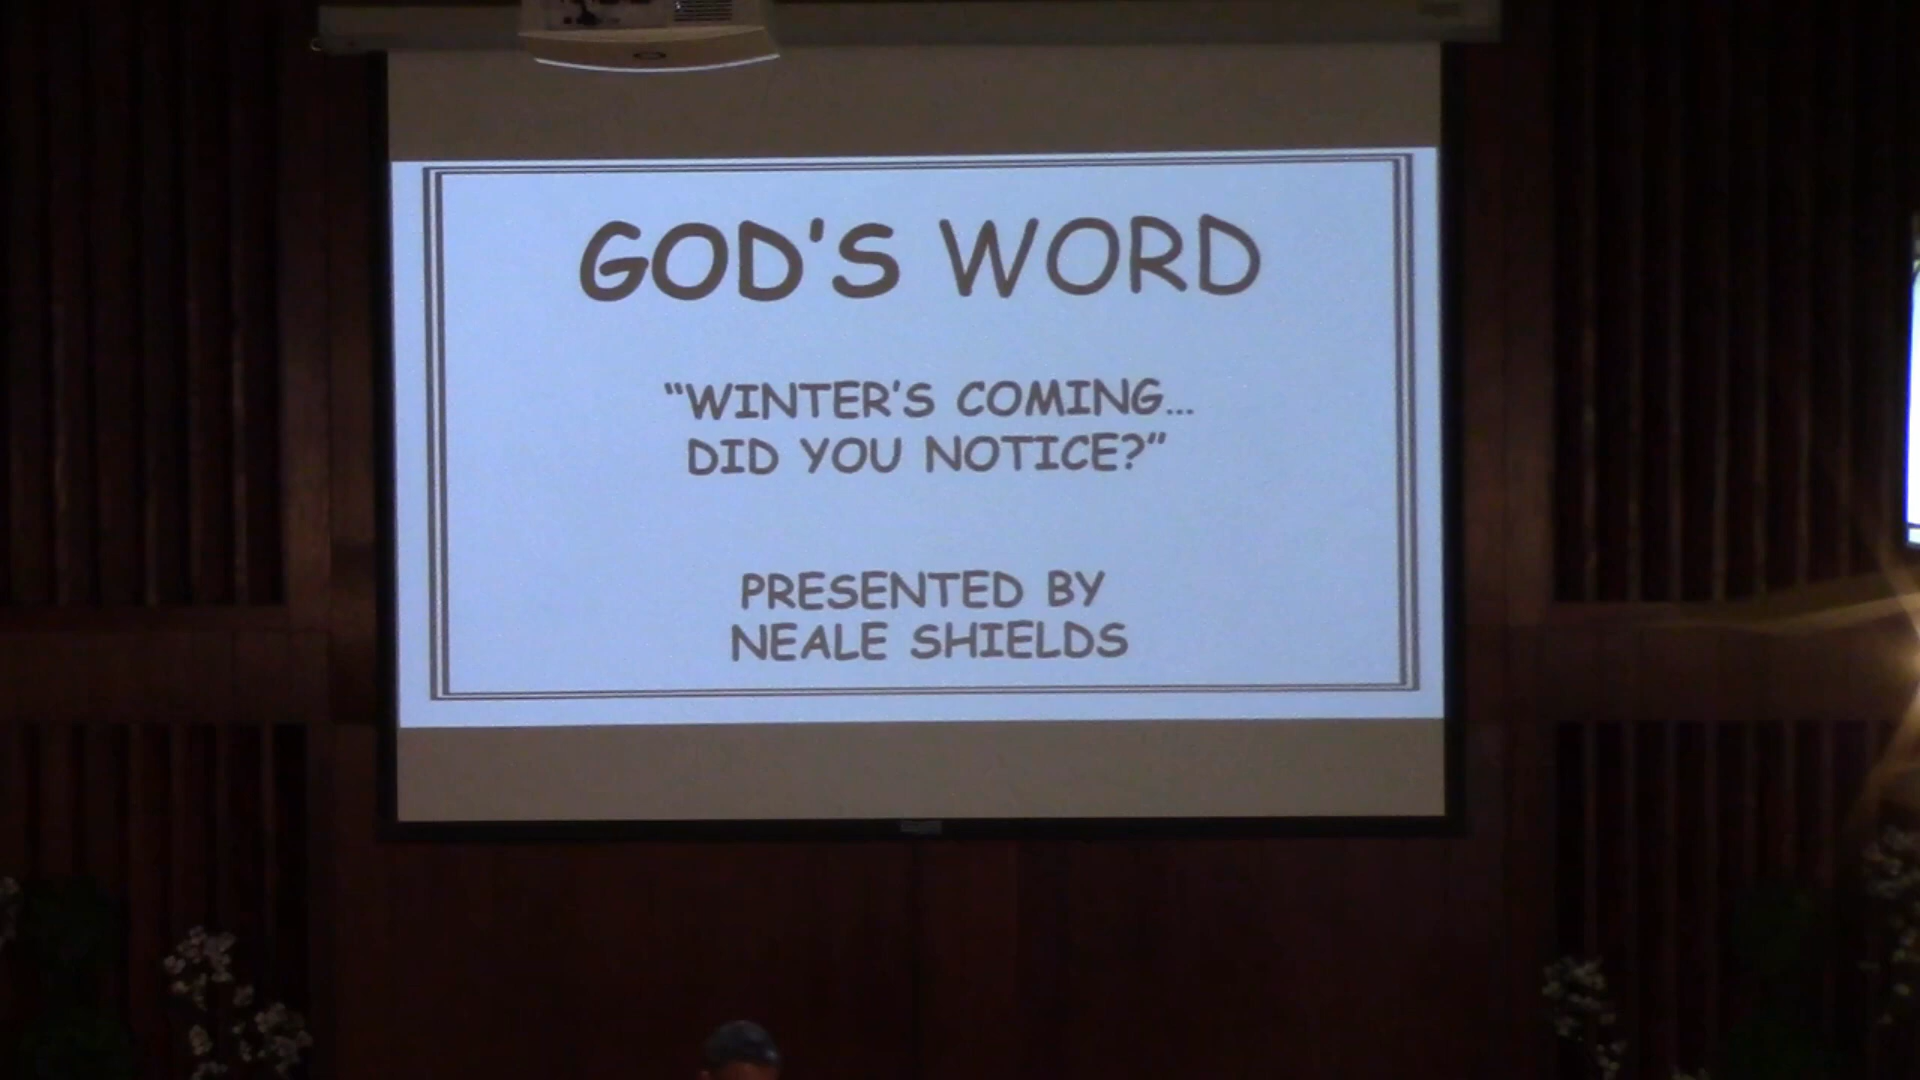 GOD'S WORD
“WINTER'S COMING...
DID YOU NOTICE?”
PRESENTED BY
NEALE SHIELDS